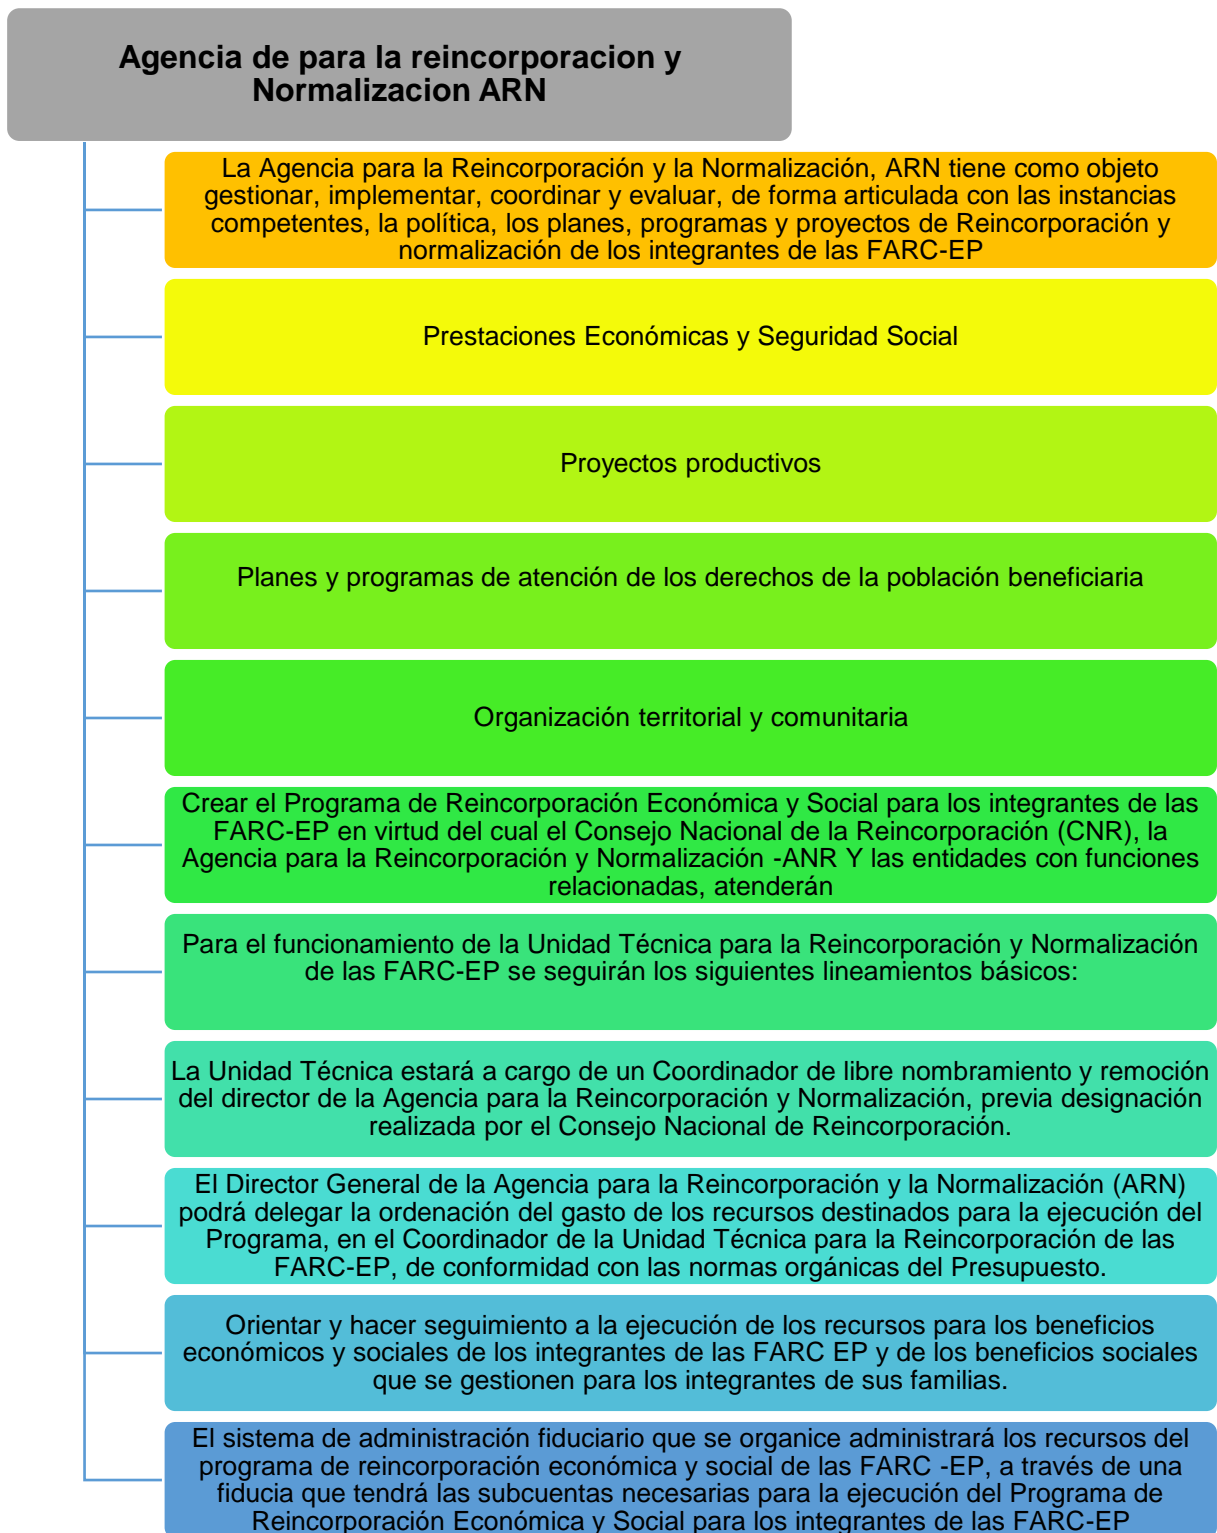 Agencia de para la reincorporacion y
Normalizacion ARN
La Agencia para la Reincorporación y la Normalización, ARN tiene como objeto
gestionar, implementar, coordinar y evaluar, de forma articulada con las instancias
competentes, la política, los planes, programas y proyectos de Reincorporación y
normalización de los integrantes de las FARC-EP
Prestaciones Económicas y Seguridad Social
Proyectos productivos
Planes y programas de atención de los derechos de la población beneficiaria
Organización territorial y comunitaria
Crear el Programa de Reincorporación Económica y Social para los integrantes de las
FARC-EP en virtud del cual el Consejo Nacional de la Reincorporación (CNR), la
Agencia para la Reincorporación y Normalización -ANR Y las entidades con funciones
relacionadas, atenderán
Para el funcionamiento de la Unidad Técnica para la Reincorporación y Normalización
de las FARC-EP se seguirán los siguientes lineamientos básicos:
La Unidad Técnica estará a cargo de un Coordinador de libre nombramiento y remoción
del director de la Agencia para la Reincorporación y Normalización, previa designación
realizada por el Consejo Nacional de Reincorporación.
El Director General de la Agencia para la Reincorporación y la Normalización (ARN)
podrá delegar la ordenación del gasto de los recursos destinados para la ejecución del
Programa, en el Coordinador de la Unidad Técnica para la Reincorporación de las
FARC-EP, de conformidad con las normas orgánicas del Presupuesto.
Orientar y hacer seguimiento a la ejecución de los recursos para los beneficios
económicos y sociales de los integrantes de las FARC EP y de los beneficios sociales
que se gestionen para los integrantes de sus familias.
El sistema de administración fiduciario que se organice administrará los recursos del
programa de reincorporación económica y social de las FARC -EP, a través de una
fiducia que tendrá las subcuentas necesarias para la ejecución del Programa de
Reincorporación Económica y Social para los integrantes de las FARC-EP